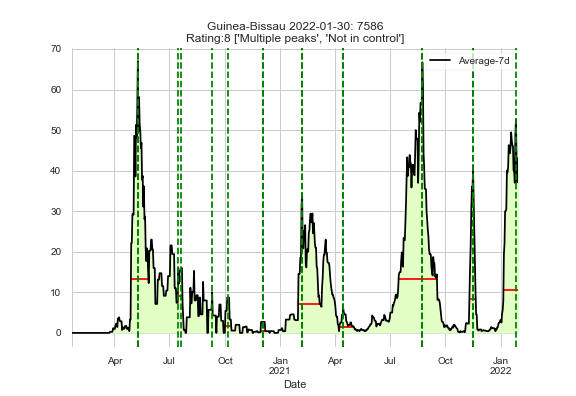 Guinea-Bissau 2022-01-30: 7586
Rating:8 ['Multiple peaks', 'Not in control']
Average-7d
70
60
50
40
30
20
10
0
Apr Jul Oct Jan Apr Jul Oct Jan
2021 2022
Date